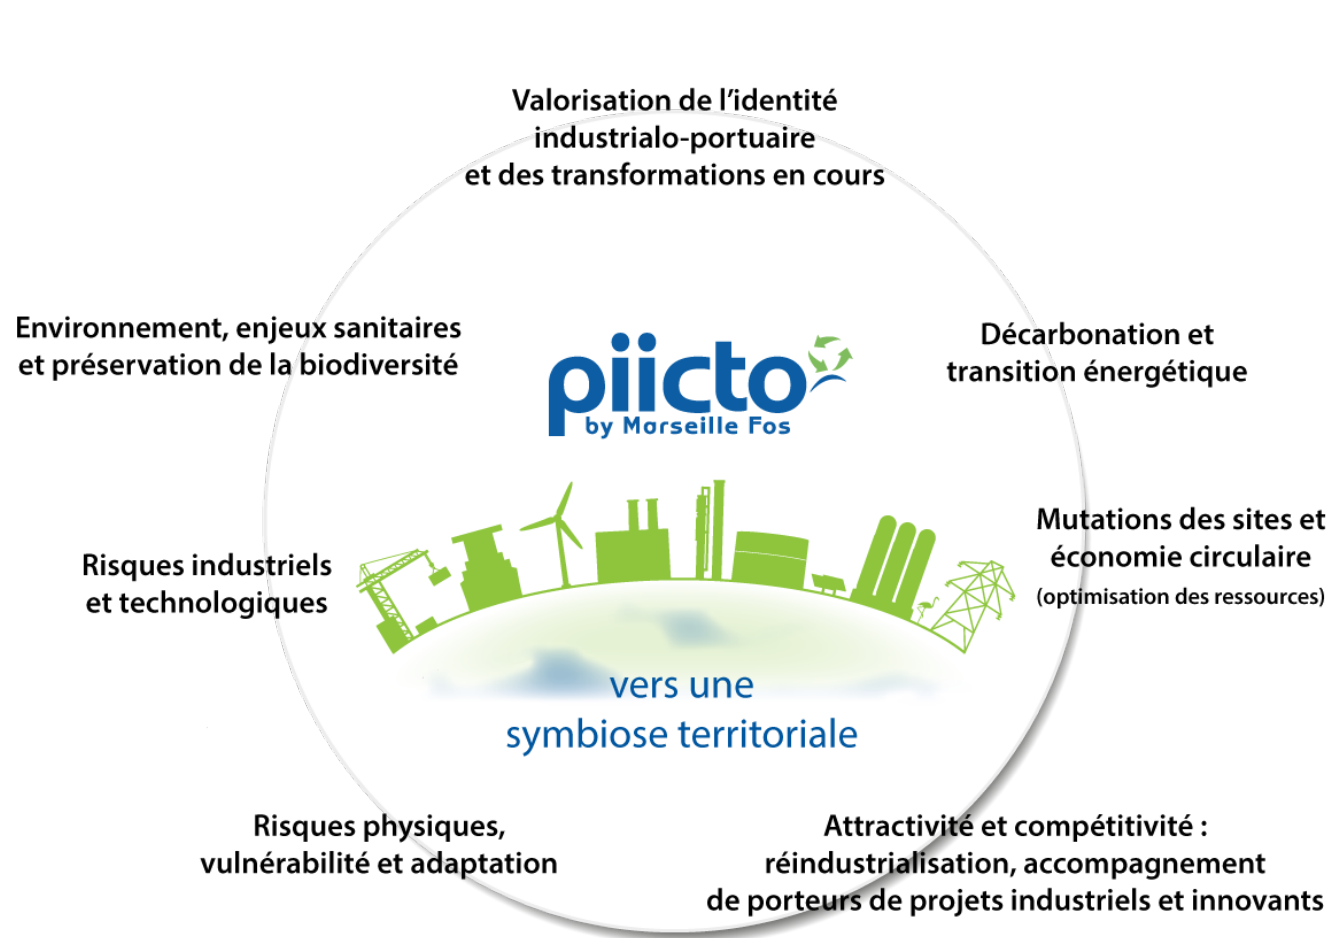 Valorisation de l'identité
industrialo-portuaire
et des transformations en cours
Environnement, enjeux sanitaires
et préservation de la biodiversité
Décarbonation et
transition énergétique
piicto
by Marseille Fos
Mutations des sites et
économie circulaire
(optimisation des ressources)
Risques industriels
et technologiques
vers une
symbiose territoriale
Risques physiques,
vulnérabilité et adaptation
Attractivité et compétitivité :
réindustrialisation, accompagnement
de porteurs de projets industriels et innovants